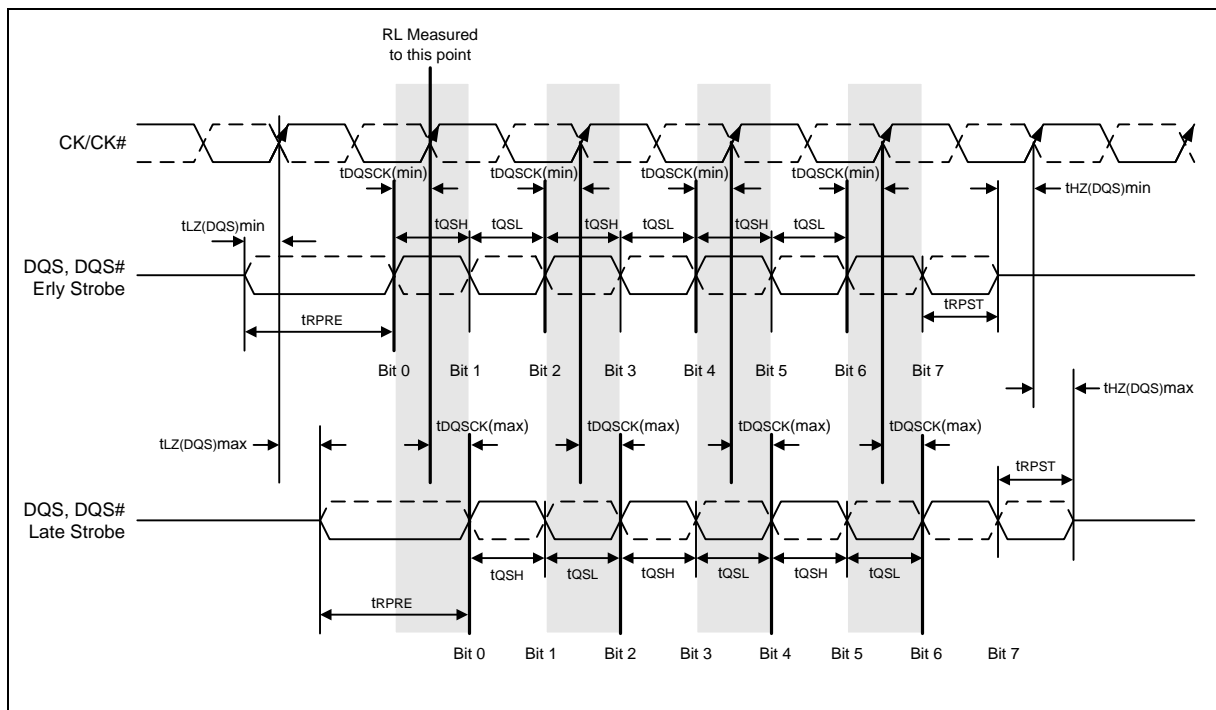 RL Measured
to this point
CK/CK#
tDQSCK(min) tDQSCK(min) tDQSCK(min) tDQSCK(min)
tHZ(DQS)min
tLZ(DQS)min
tQSH tQSL tQSH tQSL tQSH tQSL
DQS, DQS#
Erly Strobe
tRPRE
tRPST
Bit 0 Bit 1 Bit 2 Bit 3 Bit 4 Bit 5 Bit 6 Bit 7
tHZ(DQS)max
tDQSCK(max) tDQSCK(max) tDQSCK(max) tDQSCK(max)
tLZ(DQS)max
tRPST
DQS, DQS#
Late Strobe
tQSH tQSL tQSH tQSL tQSH tQSL
tRPRE
Bit 0 Bit 1 Bit 2 Bit 3 Bit 4 Bit 5 Bit 6 Bit 7